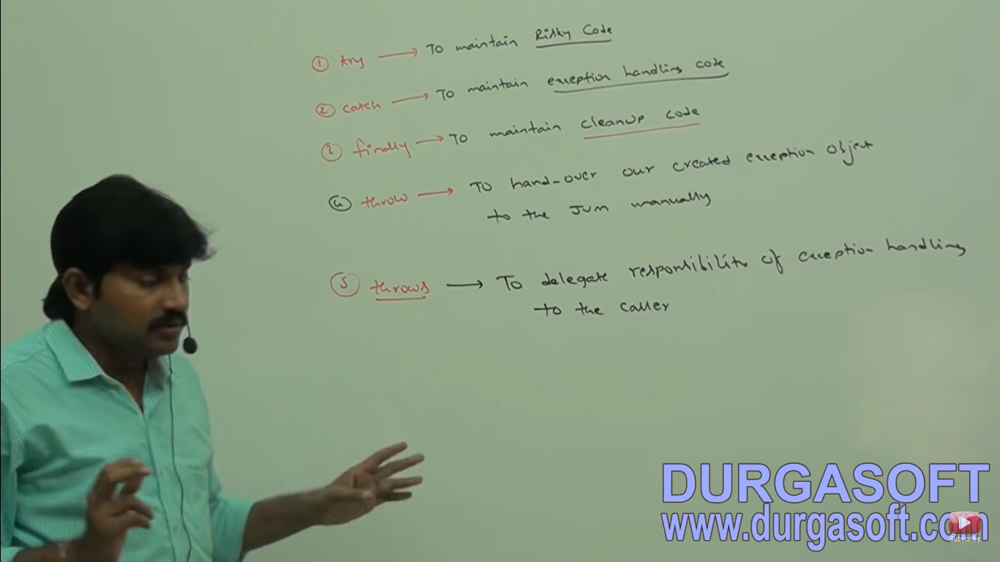 ① try → To maintain Risky Code
② catch → To maintain exception handling code
③ finally → To maintain cleanup code
④ throw → To hand-over our created exception object
to the JVM manually
⑤ throws → To delegate responsibility of exception handling
to the caller
DURGASOFT
www.durgasoft.com
Subscribe